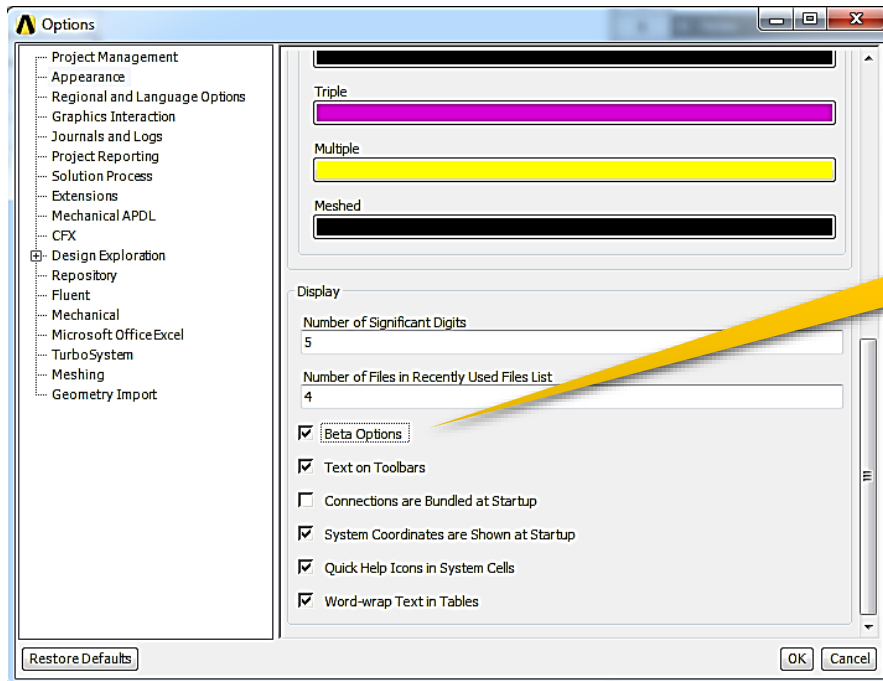 Options
Project Management
Appearance
Regional and Language Options
Graphics Interaction
Journals and Logs
Project Reporting
Solution Process
Extensions
Mechanical APDL
CFX
Design Exploration
Repository
Fluent
Mechanical
Microsoft Office Excel
TurboSystem
Meshing
Geometry Import
Triple
Multiple
Meshed
Display
Number of Significant Digits
5
Number of Files in Recently Used Files List
4
Beta Options
Text on Toolbars
Connections are Bundled at Startup
System Coordinates are Shown at Startup
Quick Help Icons in System Cells
Word-wrap Text in Tables
Restore Defaults
OK
Cancel